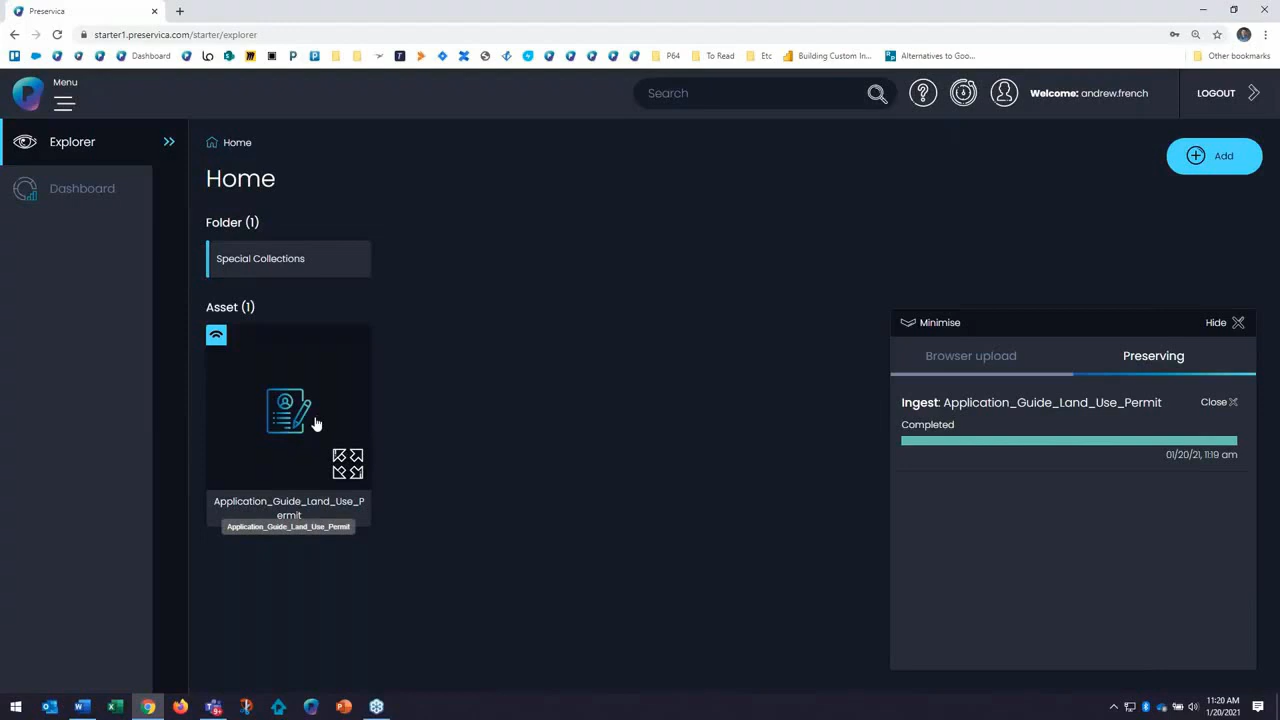 Preservica
starter1.preservica.com/starter/explorer
Dashboard
P64
To Read
Etc
Building Custom In...
Alternatives to Goo...
Other bookmarks
Menu
Search
Welcome: andrew.french
LOGOUT
Explorer
Home
Add
Home
Dashboard
Folder (1)
Special Collections
Asset (1)
Minimise
Hide
Browser upload
Preserving
Ingest: Application_Guide_Land_Use_Permit
Close
Completed
01/20/21, 11:19 am
Application_Guide_Land_Use_P
ermit
Application_Guide_Land_Use_Permit
11:20 AM
1/20/2021